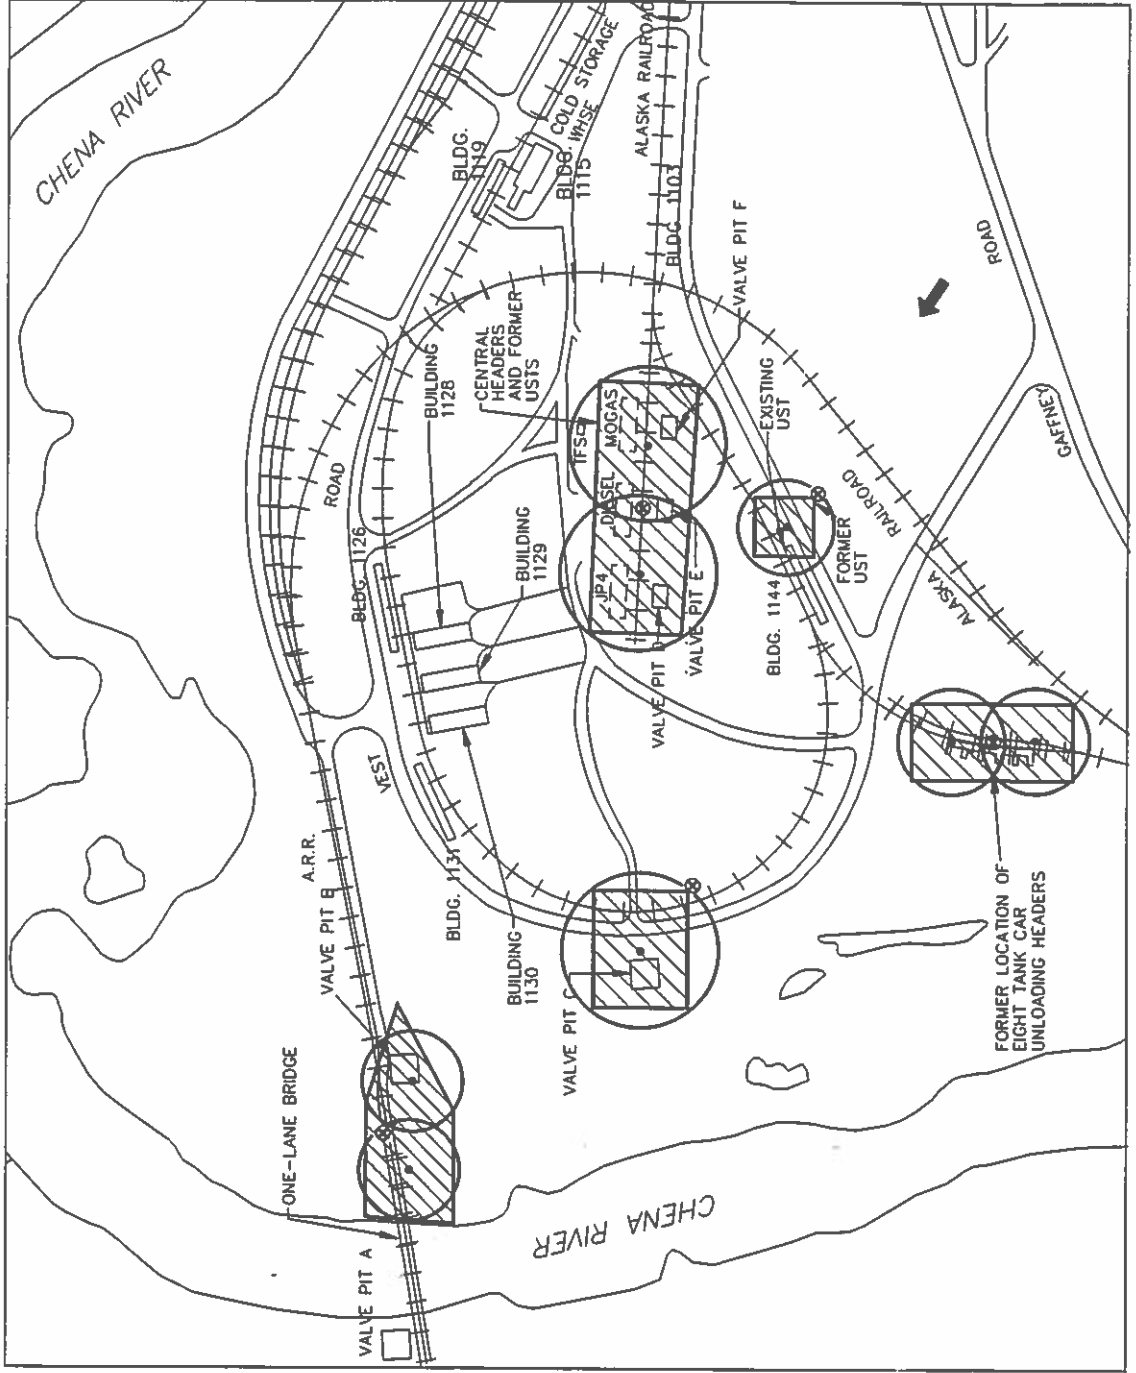 CHENA RIVER
ALASKA RAILROAD
COLD STORAGE
WHSE
BLDG.
1119
BLDG.
1115
BLDG. 1103
VALVE PIT F
ROAD
CENTRAL
HEADERS
AND FORMER
USTS
BUILDING
1128
ROAD
TFS
MOGAS
DIESEL
JP4
EXISTING
UST
GAFFNEY
RAILROAD
ALASKA
FORMER
UST
BLDG. 1126
BUILDING
1129
VALVE PIT E
VALVE PIT D
BLDG. 1144
VEST
A.R.R.
VALVE PIT B
BLDG. 1131
BUILDING
1130
VALVE PIT C
FORMER LOCATION OF
EIGHT TANK CAR
UNLOADING HEADERS
ONE-LANE BRIDGE
VALVE PIT A
CHENA RIVER